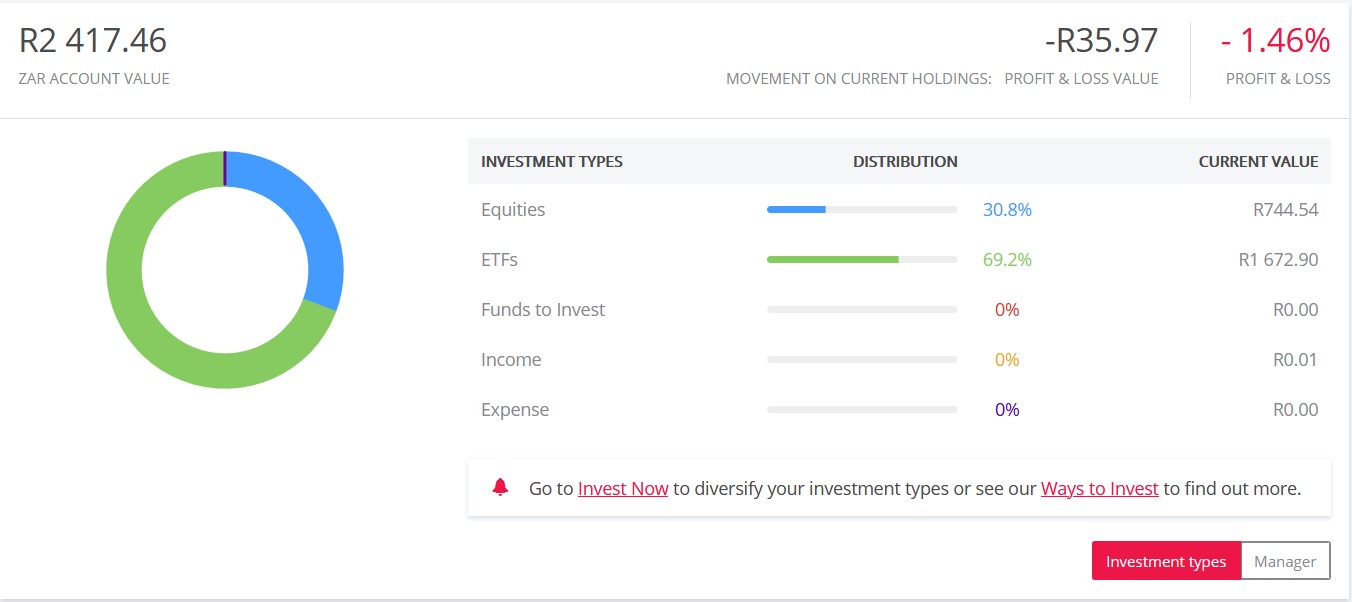 R2 417.46
ZAR ACCOUNT VALUE
-R35.97
MOVEMENT ON CURRENT HOLDINGS: PROFIT & LOSS VALUE
- 1.46%
PROFIT & LOSS
INVESTMENT TYPES DISTRIBUTION CURRENT VALUE
Equities 30.8% R744.54
ETFs 69.2% R1 672.90
Funds to Invest 0% R0.00
Income 0% R0.01
Expense 0% R0.00
Go to Invest Now to diversify your investment types or see our Ways to Invest to find out more.
Investment types Manager